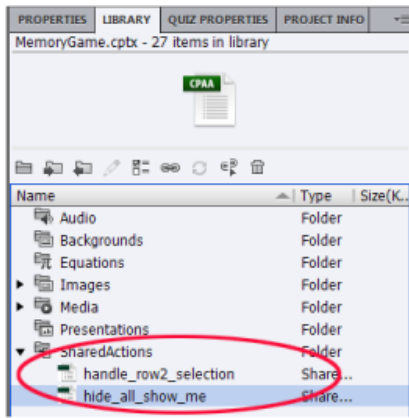 PROPERTIES LIBRARY QUIZ PROPERTIES PROJECT INFO
MemoryGame.cptx - 27 items in library
CPAA
Name Type Size(K..
Audio Folder
Backgrounds Folder
Equations Folder
Images Folder
Media Folder
Presentations Folder
SharedActions Folder
handle_row2_selection Share...
hide_all_show_me Share...